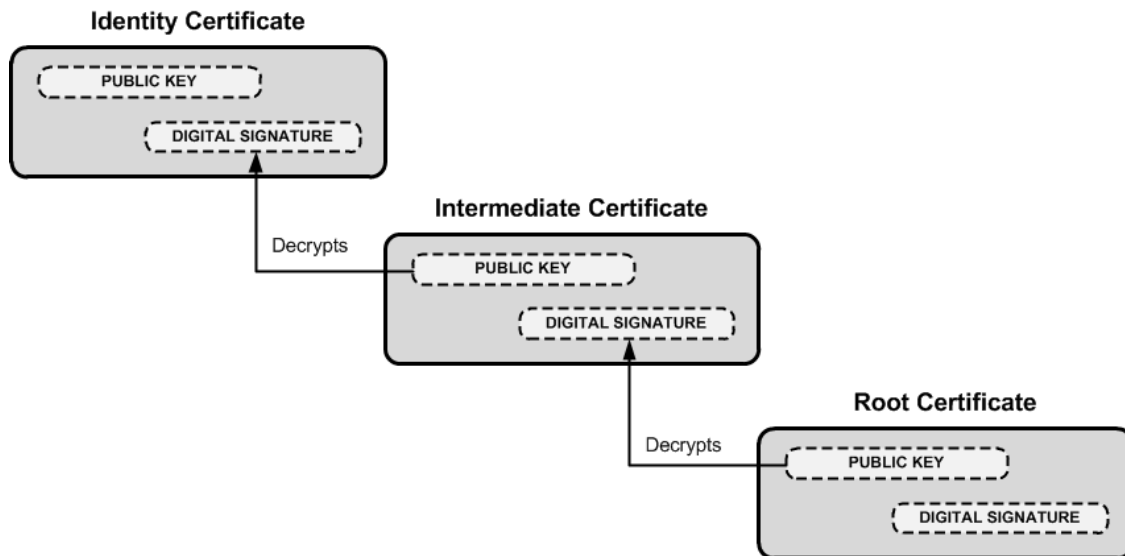 Identity Certificate
PUBLIC KEY
DIGITAL SIGNATURE
Intermediate Certificate
Decrypts
PUBLIC KEY
DIGITAL SIGNATURE
Root Certificate
Decrypts
PUBLIC KEY
DIGITAL SIGNATURE